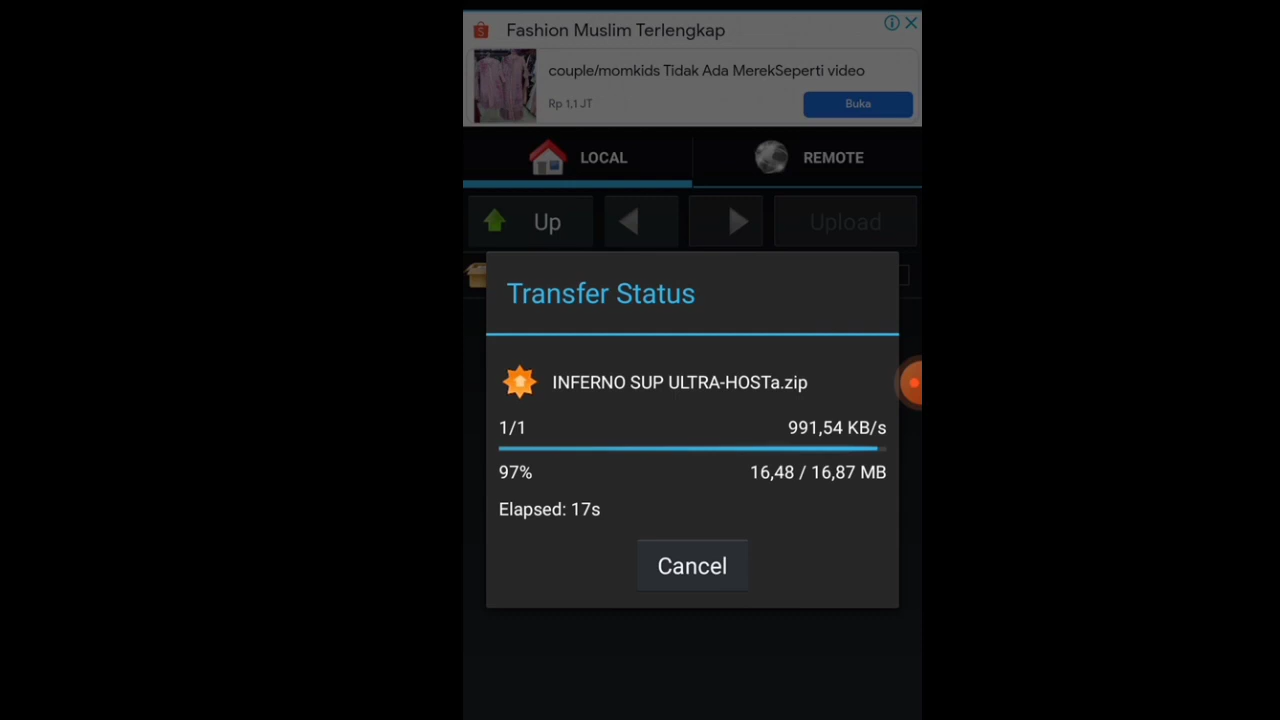 Fashion Muslim Terlengkap
couple/momkids Tidak Ada MerekSeperti video
Rp 1,1 JT
Buka
LOCAL
REMOTE
Up
Upload
Transfer Status
INFERNO SUP ULTRA-HOSTa.zip
1/1
991,54 KB/s
97%
16,48 / 16,87 MB
Elapsed: 17s
Cancel